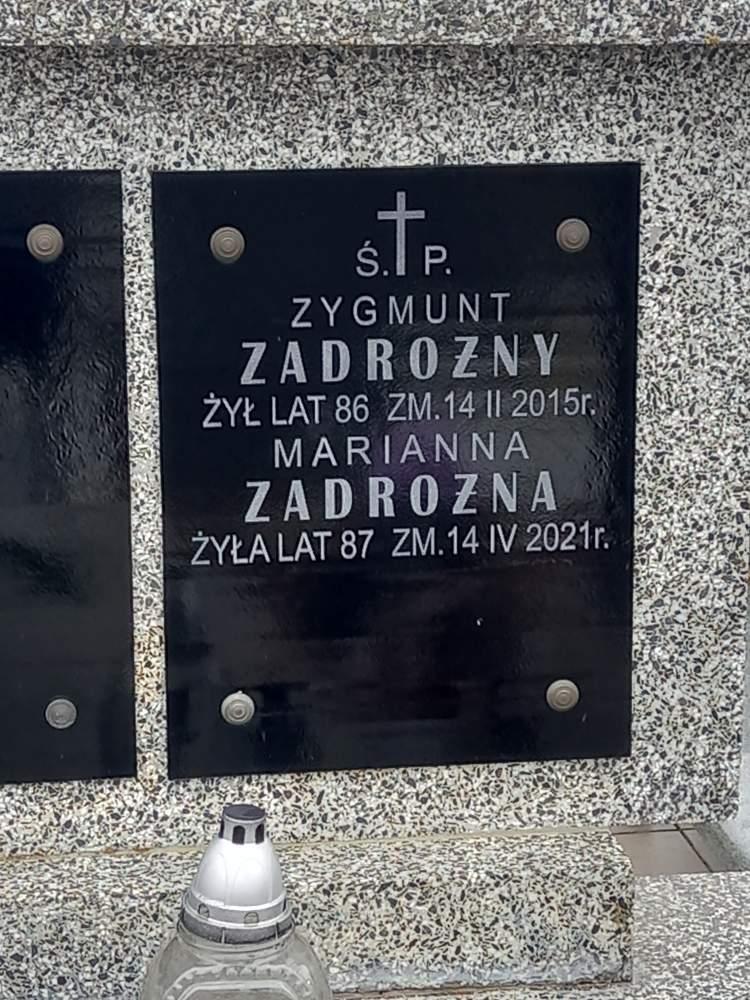 Ś. P.
ZYGMUNT
ZADROŻNY
ŻYŁ LAT 86 ZM.14 II 2015r.
MARIANNA
ZADROŻNA
ŻYŁA LAT 87 ZM.14 IV 2021r.